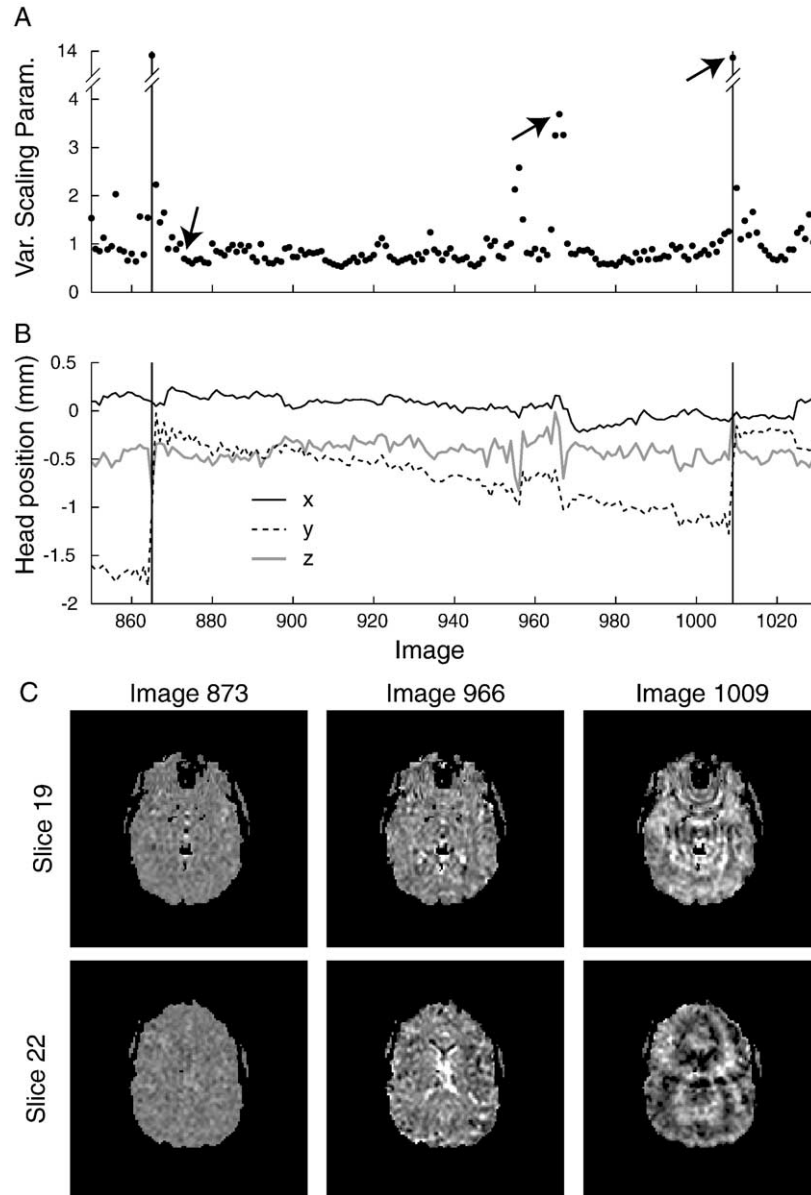 A
Var. Scaling Param.
14
4
3
2
1
0
B
Head position (mm)
0.5
0
-0.5
-1
-1.5
-2
x
y
z
860 880 900 920 940 960 980 1000 1020
Image
C
Image 873 Image 966 Image 1009
Slice 19
Slice 22